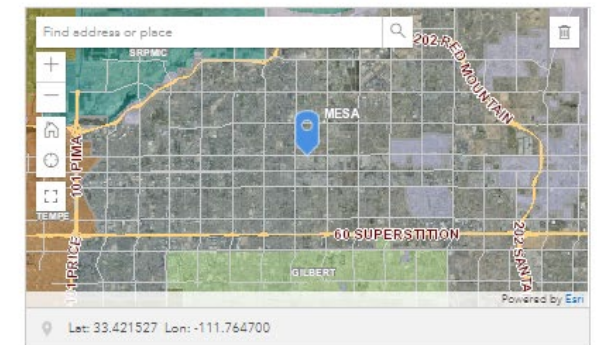 Find address or place
SRPMIC
202 RED MOUNTAIN
MESA
101 PIMA
TEMPE
60 SUPERSTITION
101 PRICE
202 SANTA
GILBERT
Powered by Esri
Lat: 33.421527 Lon: -111.764700